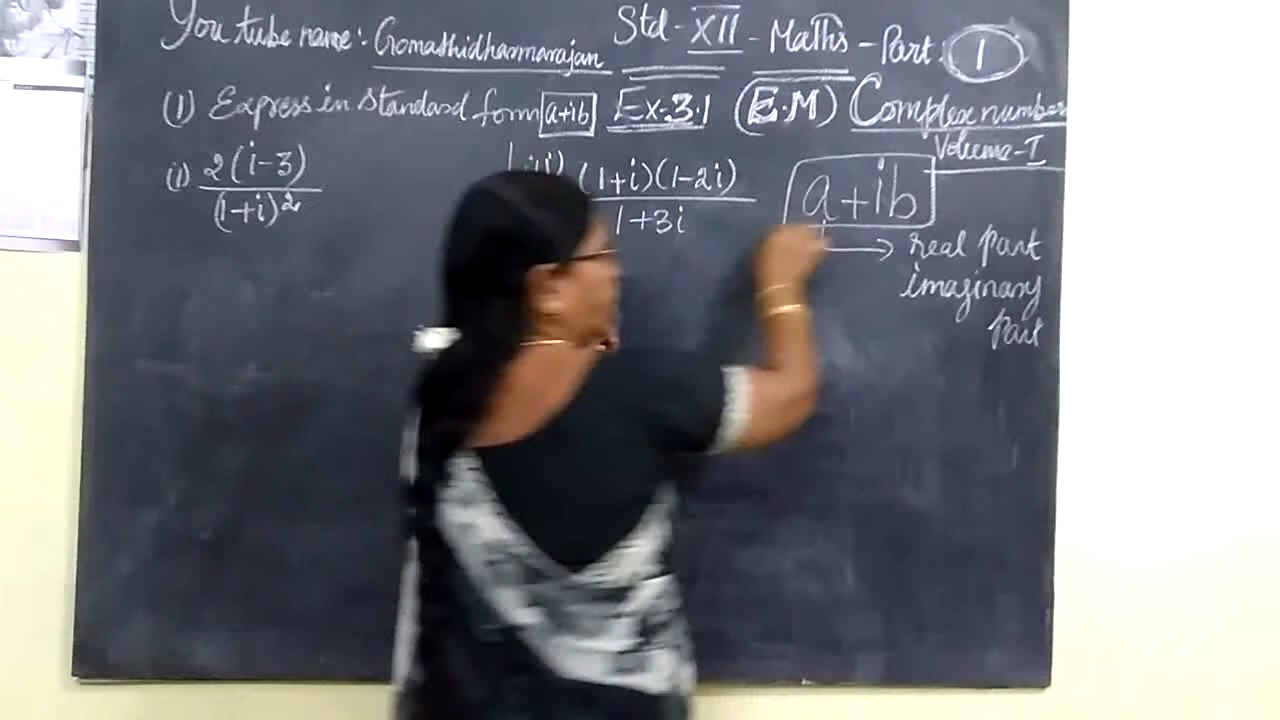 You tube name: Gomathidharmarajan Std - XII - Maths - Part. 1
(1) Express in standard form a+ib Ex-3.1 (E.M) Complex number
Volume-I
(i) 2(i-3)
(1+i)²
(1+i)(1-2i)
1+3i
a+ib
real part
imaginary
part